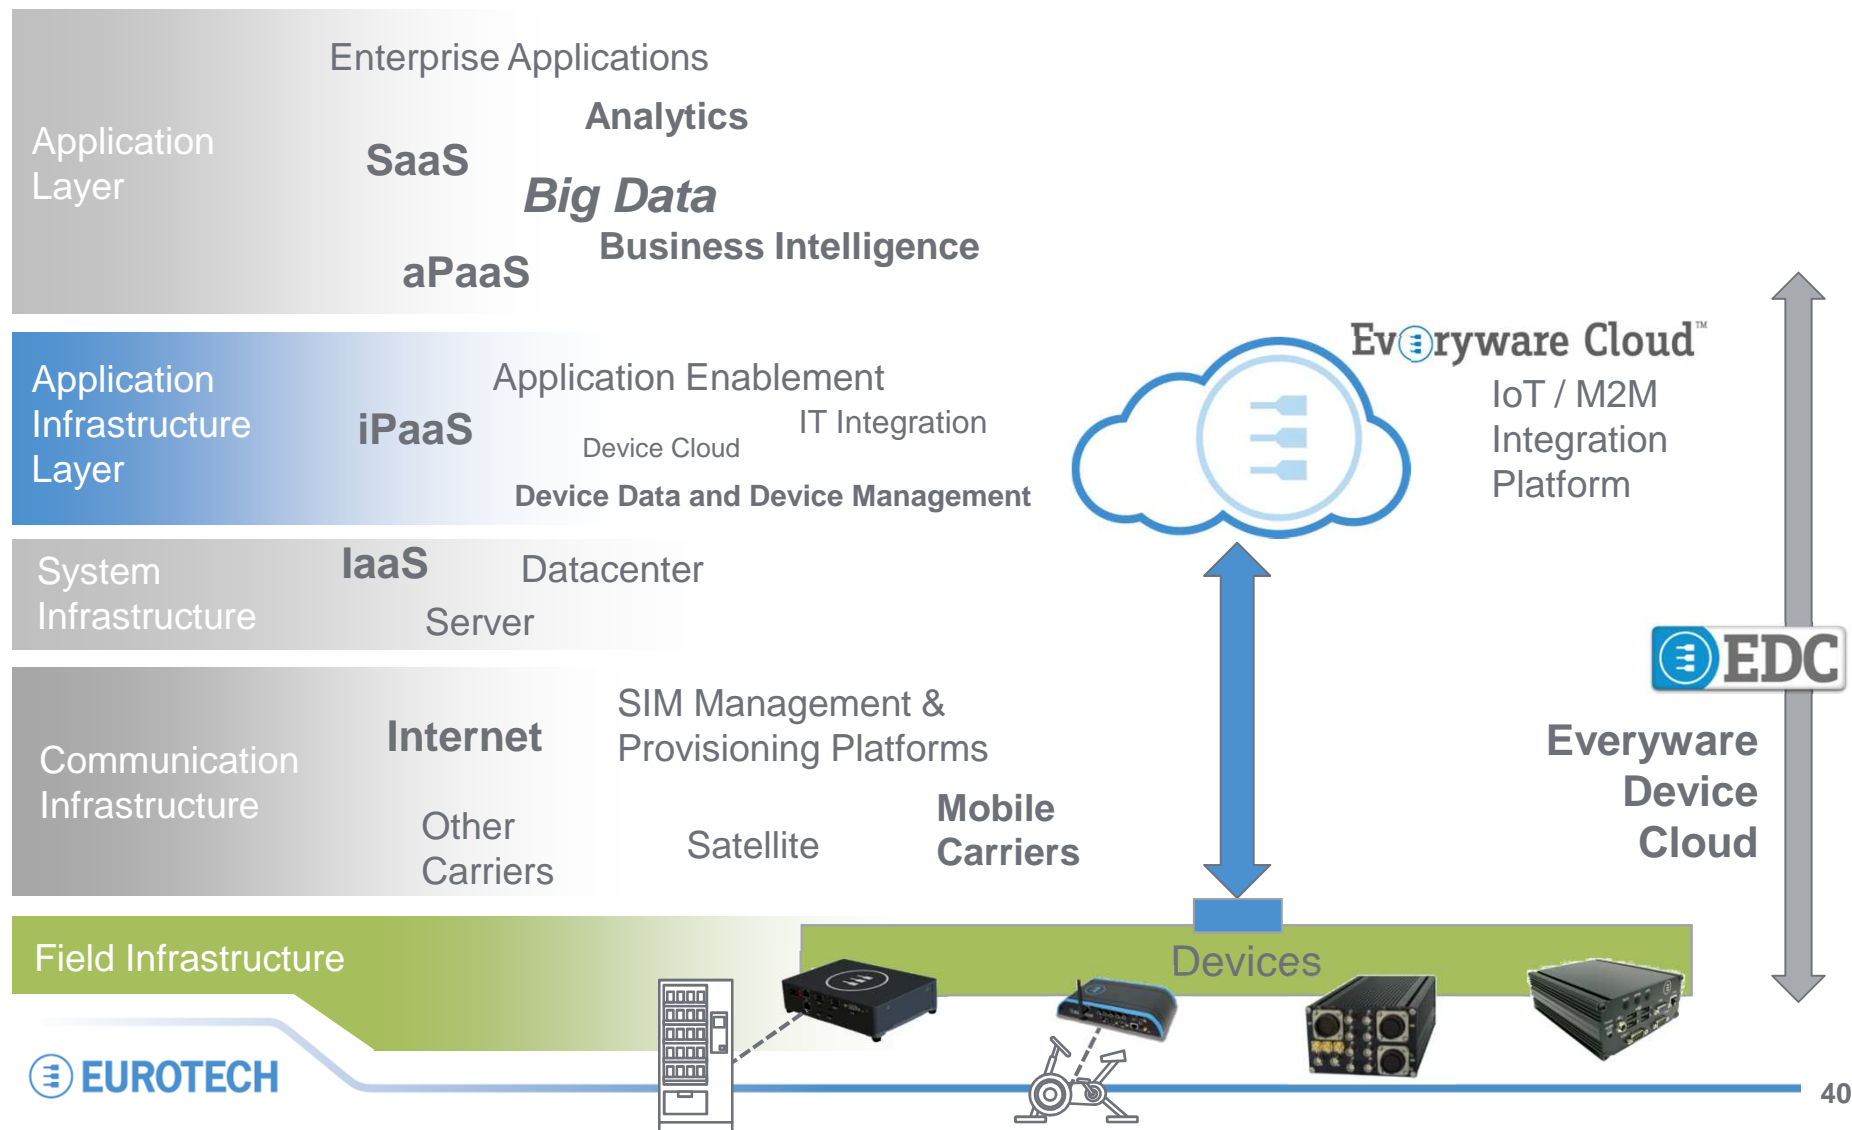 Enterprise Applications
Analytics
Application
Layer
SaaS
Big Data
Business Intelligence
aPaaS
Application
Infrastructure
Layer
Application Enablement
iPaaS
IT Integration
Device Cloud
Device Data and Device Management
Everyware Cloud™
IoT / M2M
Integration
Platform
System
Infrastructure
IaaS
Datacenter
Server
EDC
Everyware
Device
Cloud
Communication
Infrastructure
Internet
SIM Management &
Provisioning Platforms
Other
Carriers
Satellite
Mobile
Carriers
Field Infrastructure
Devices
EUROTECH
40